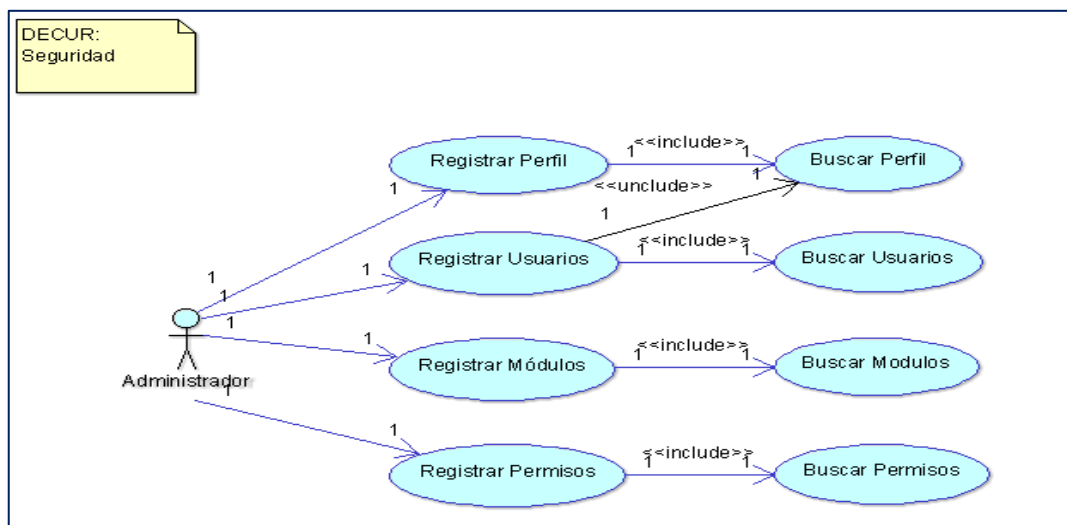 DECUR:
Seguridad
Registrar Perfil
1
<<include>>
1
Buscar Perfil
1
<<unclude>>
1
1
Registrar Usuarios
1
<<include>>
1
Buscar Usuarios
1
1
1
1
Administrador
1
1
Registrar Módulos
1
<<include>>
1
Buscar Modulos
1
Registrar Permisos
1
<<include>>
1
Buscar Permisos